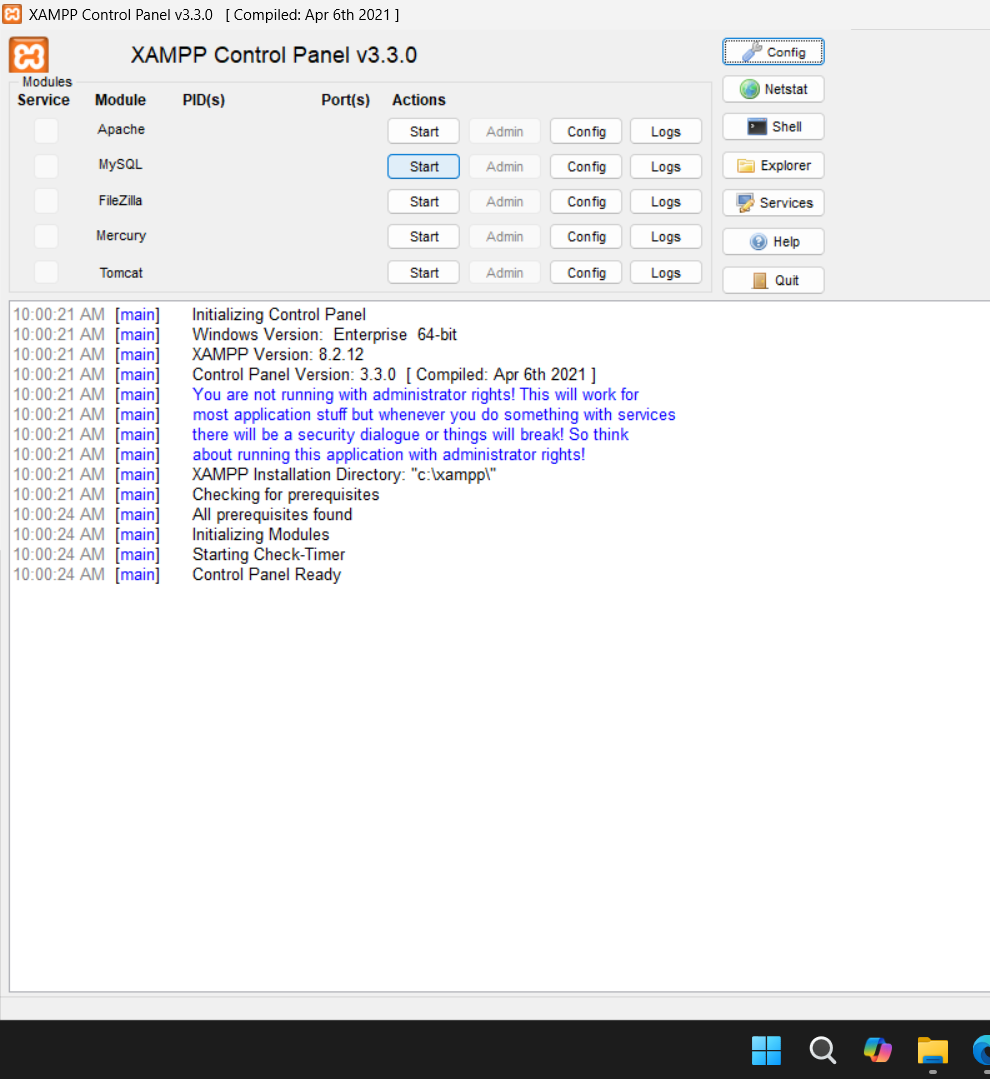 XAMPP Control Panel v3.3.0 [ Compiled: Apr 6th 2021 ]
XAMPP Control Panel v3.3.0
Config
Modules
Service Module PID(s) Port(s) Actions
Netstat
Apache Start Admin Config Logs
Shell
MySQL Start Admin Config Logs
Explorer
FileZilla Start Admin Config Logs
Services
Mercury Start Admin Config Logs
Help
Tomcat Start Admin Config Logs
Quit
10:00:21 AM [main] Initializing Control Panel
10:00:21 AM [main] Windows Version: Enterprise 64-bit
10:00:21 AM [main] XAMPP Version: 8.2.12
10:00:21 AM [main] Control Panel Version: 3.3.0 [ Compiled: Apr 6th 2021 ]
10:00:21 AM [main] You are not running with administrator rights! This will work for
10:00:21 AM [main] most application stuff but whenever you do something with services
10:00:21 AM [main] there will be a security dialogue or things will break! So think
10:00:21 AM [main] about running this application with administrator rights!
10:00:21 AM [main] XAMPP Installation Directory: "c:\xampp\"
10:00:21 AM [main] Checking for prerequisites
10:00:24 AM [main] All prerequisites found
10:00:24 AM [main] Initializing Modules
10:00:24 AM [main] Starting Check-Timer
10:00:24 AM [main] Control Panel Ready